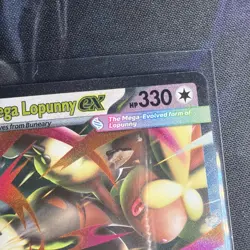 ega Lopunny ex HP 330
ves from Buneary
The Mega-Evolved form of
Lopunny